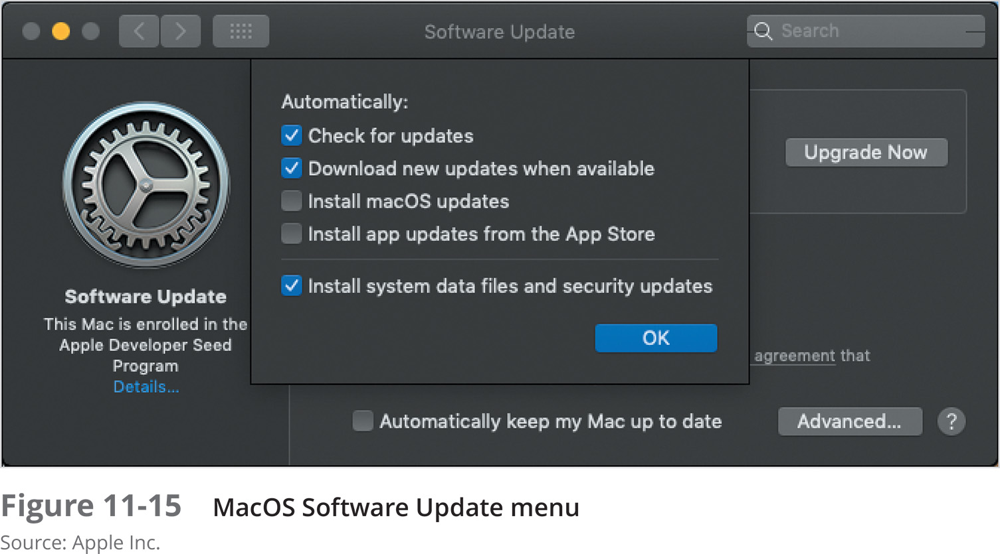 Software Update
Search
Automatically:
Check for updates
Download new updates when available
Install macOS updates
Install app updates from the App Store
Install system data files and security updates
OK
Upgrade Now
Software Update
This Mac is enrolled in the
Apple Developer Seed
Program
Details...
agreement that
Automatically keep my Mac up to date
Advanced...
?
Figure 11-15 MacOS Software Update menu
Source: Apple Inc.